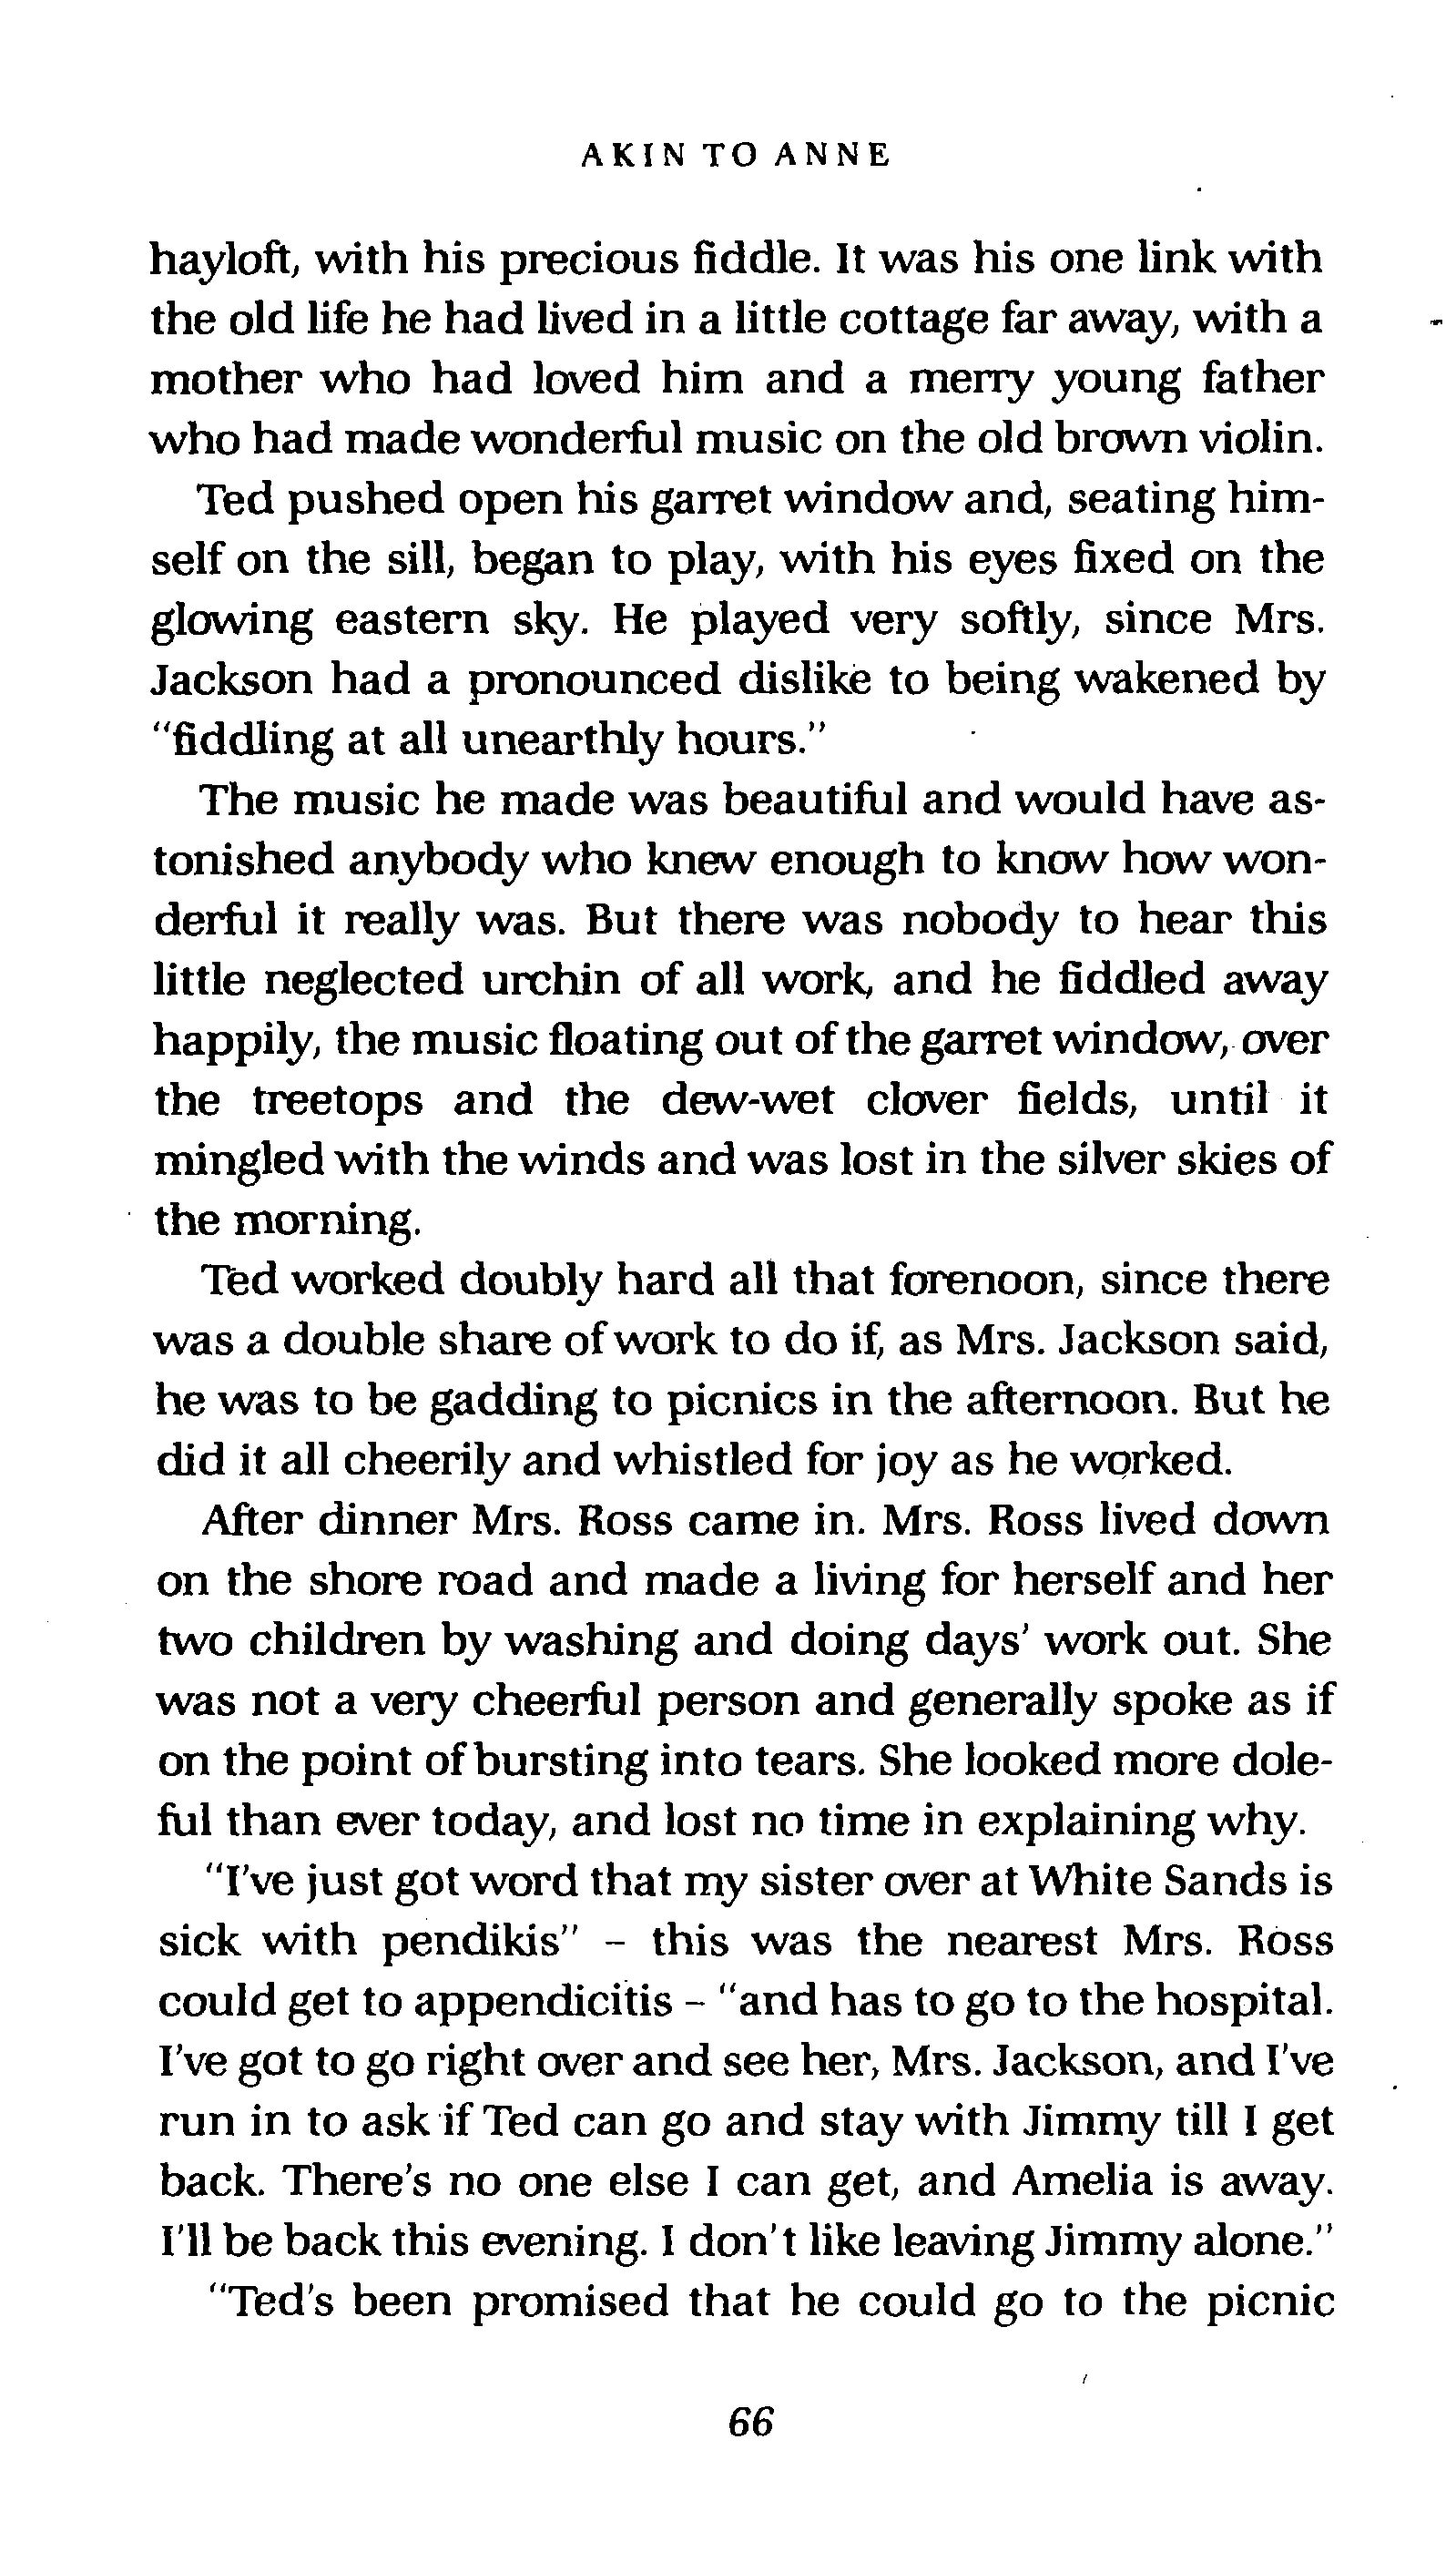 AKIN TO ANNE
hayloft, with his precious fiddle. It was his one link with
the old life he had lived in a little cottage far away, with a
mother who had loved him and a merry young father
who had made wonderful music on the old brown violin.
Ted pushed open his garret window and, seating him-
self on the sill, began to play, with his eyes fixed on the
glowing eastern sky. He played very softly, since Mrs.
Jackson had a pronounced dislike to being wakened by
"fiddling at all unearthly hours."
The music he made was beautiful and would have as-
tonished anybody who knew enough to know how won-
derful it really was. But there was nobody to hear this
little neglected urchin of all work, and he fiddled away
happily, the music floating out of the garret window, over
the treetops and the dew-wet clover fields, until it
mingled with the winds and was lost in the silver skies of
the morning.
Ted worked doubly hard all that forenoon, since there
was a double share of work to do if, as Mrs. Jackson said,
he was to be gadding to picnics in the afternoon. But he
did it all cheerily and whistled for joy as he worked.
After dinner Mrs. Ross came in. Mrs. Ross lived down
on the shore road and made a living for herself and her
two children by washing and doing days' work out. She
was not a very cheerful person and generally spoke as if
on the point of bursting into tears. She looked more dole-
ful than ever today, and lost no time in explaining why.
"I've just got word that my sister over at White Sands is
sick with pendikis" – this was the nearest Mrs. Ross
could get to appendicitis – "and has to go to the hospital.
I've got to go right over and see her, Mrs. Jackson, and I've
run in to ask if Ted can go and stay with Jimmy till I get
back. There's no one else I can get, and Amelia is away.
I'll be back this evening. I don't like leaving Jimmy alone."
"Ted's been promised that he could go to the picnic
66